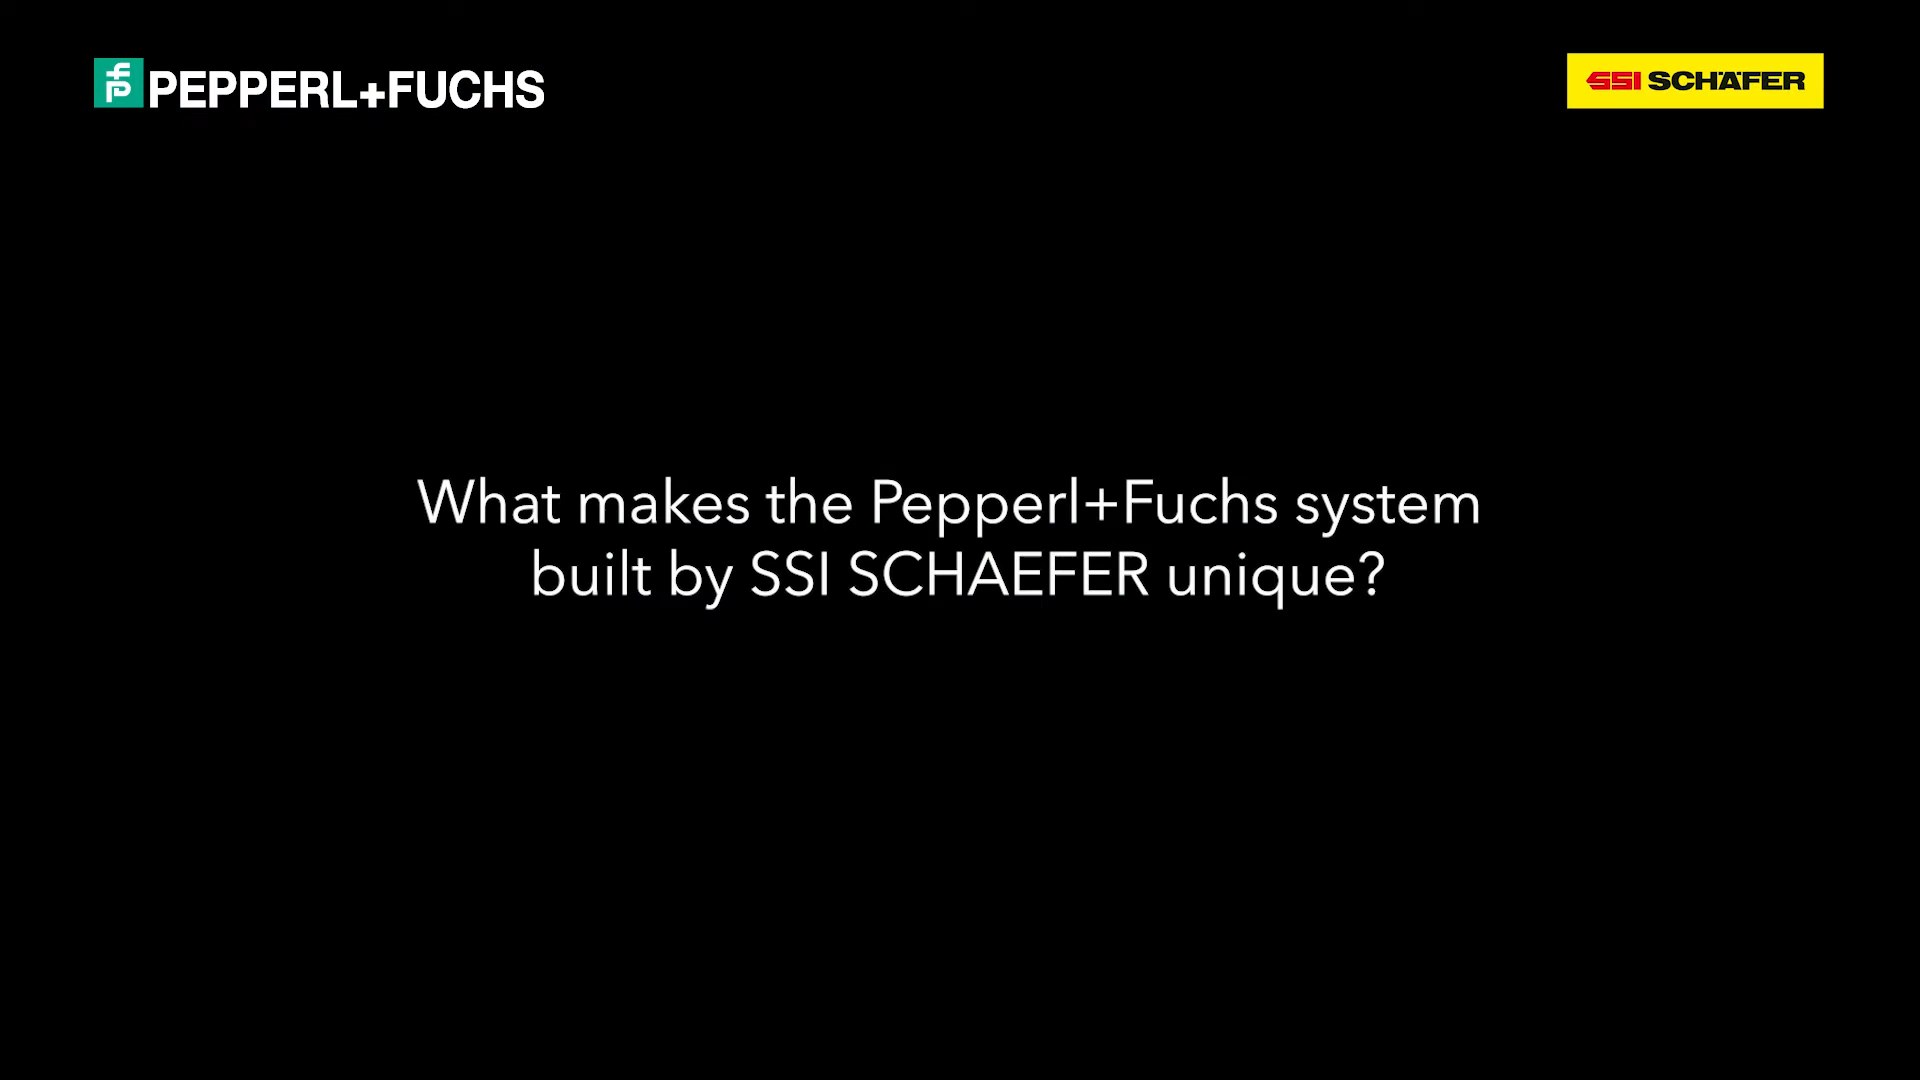 PEPPERL+FUCHS
SSI SCHÄFER
What makes the Pepperl+Fuchs system
built by SSI SCHAEFER unique?